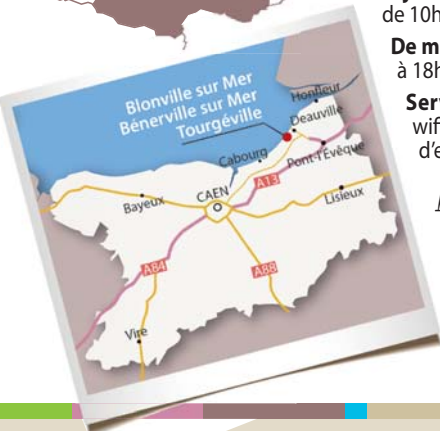 de 10h
De m
à 18h
Serv
wif
d'e
Blonville sur Mer
Bénerville sur Mer
Tourgéville
Honfleur
Deauville
Cabourg
Pont-l'Évêque
A13
Bayeux
CAEN
Lisieux
A84
A88
Vire